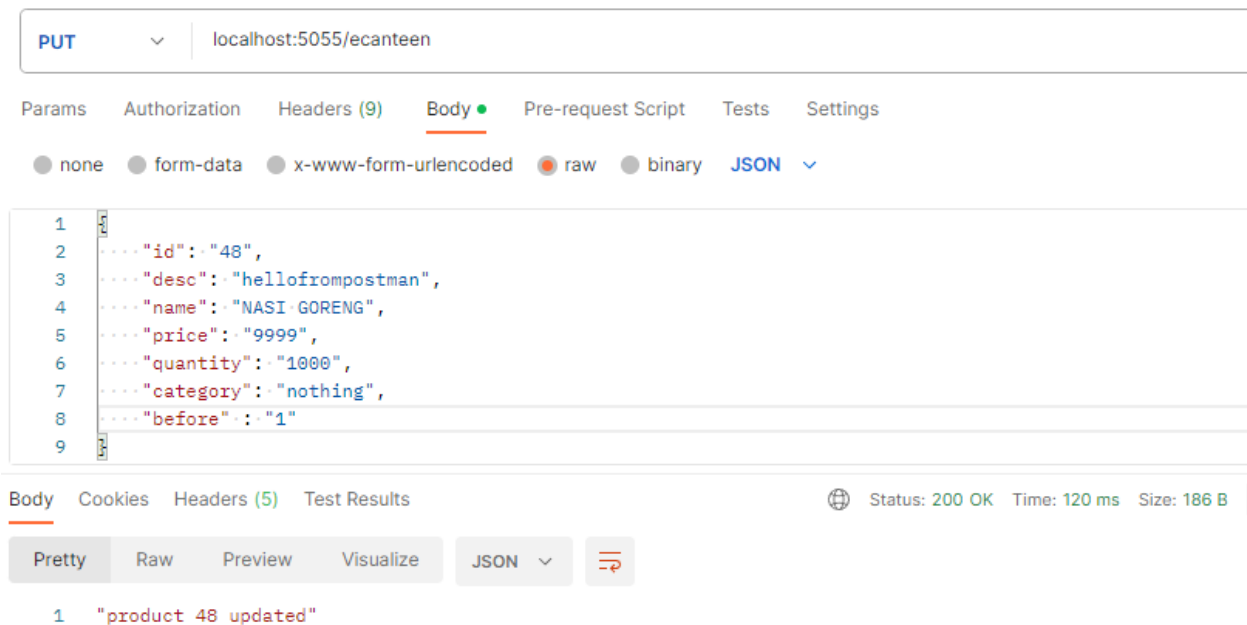 PUT localhost:5055/ecanteen
Params Authorization Headers (9) Body Pre-request Script Tests Settings
none form-data x-www-form-urlencoded raw binary JSON
1 {
2 "id": "48",
3 "desc": "hellofrompostman",
4 "name": "NASI GORENG",
5 "price": "9999",
6 "quantity": "1000",
7 "category": "nothing",
8 "before" : "1"
9 }
Body Cookies Headers (5) Test Results Status: 200 OK Time: 120 ms Size: 186 B
Pretty Raw Preview Visualize JSON
1 "product 48 updated"